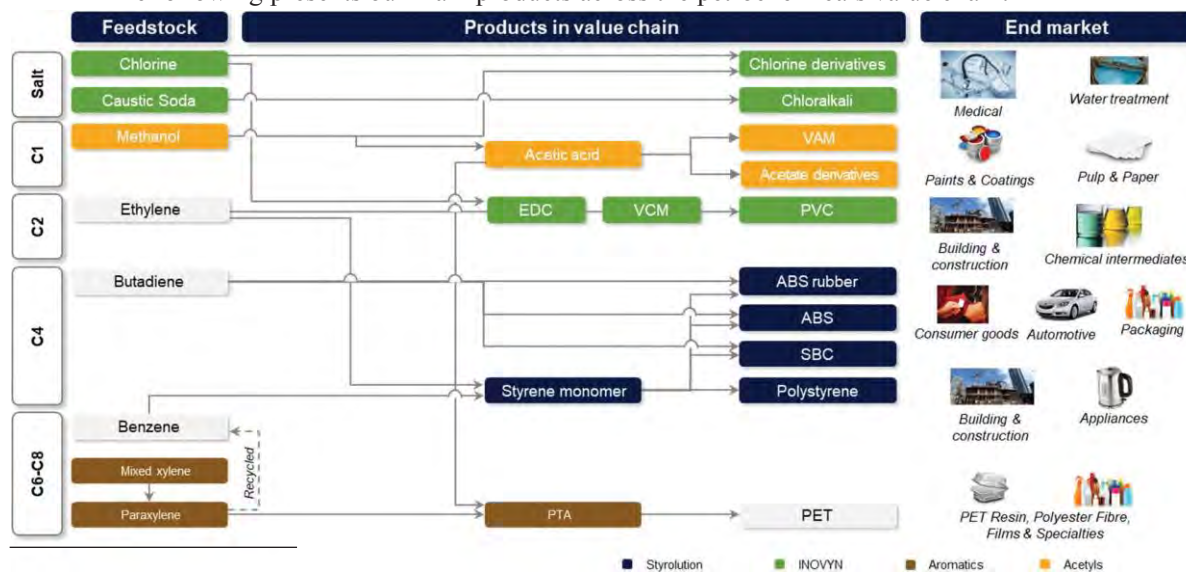 Feedstock
Products in value chain
End market
Salt
Chlorine
Chlorine derivatives
Caustic Soda
Chloralkali
Medical
Water treatment
C1
Methanol
Acetic acid
VAM
Acetate derivatives
Paints & Coatings
Pulp & Paper
C2
Ethylene
EDC
VCM
PVC
Building &
construction
Chemical intermediates
C4
Butadiene
ABS rubber
ABS
SBC
Styrene monomer
Polystyrene
Consumer goods
Automotive
Packaging
Building &
construction
Appliances
C6-C8
Benzene
Recycled
Mixed xylene
Paraxylene
PTA
PET
PET Resin, Polyester Fibre,
Films & Specialties
Styrolution
INOVYN
Aromatics
Acetyls